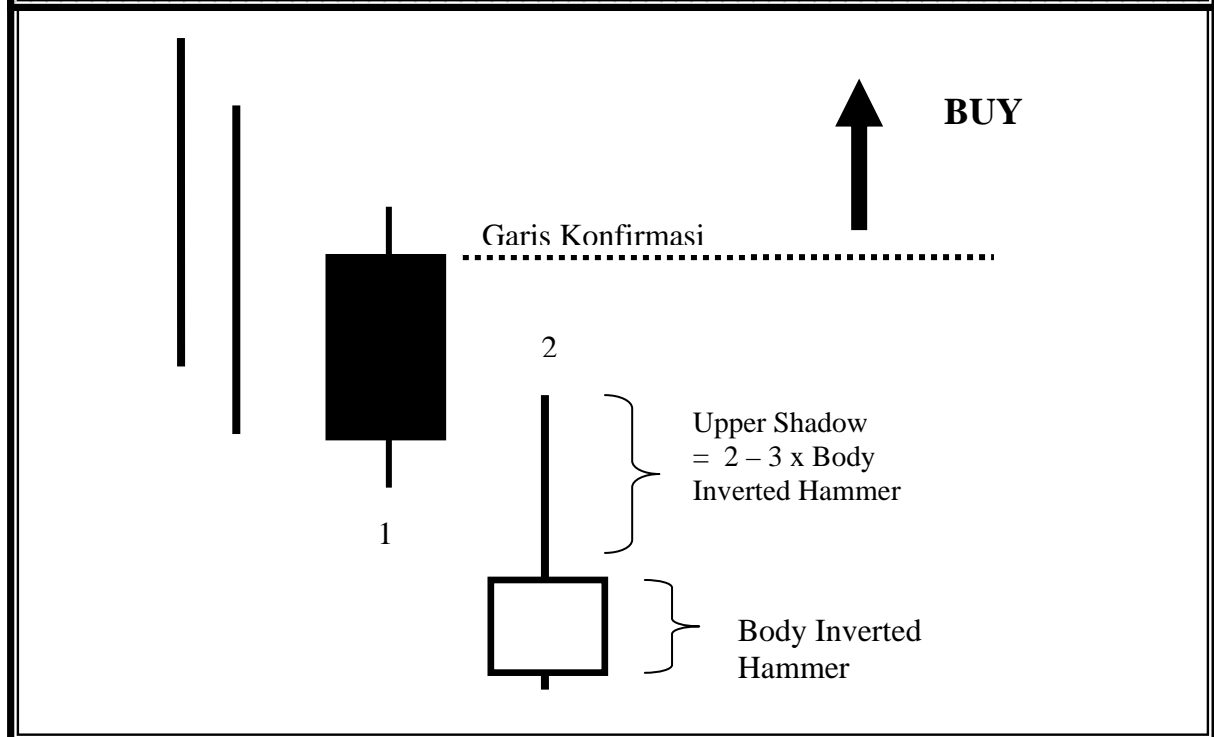 BUY
Garis Konfirmasi
2
Upper Shadow
= 2 – 3 x Body
Inverted Hammer
1
Body Inverted
Hammer